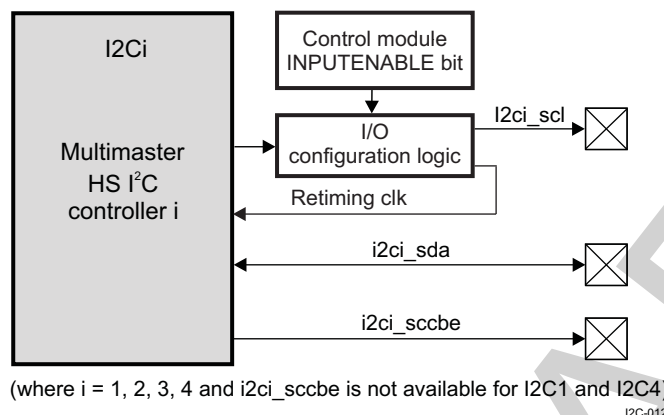 I2Ci
Control module
INPUTENABLE bit
I2ci_scl
I/O
configuration logic
Multimaster
HS I²C
controller i
Retiming clk
i2ci_sda
i2ci_sccbe
(where i = 1, 2, 3, 4 and i2ci_sccbe is not available for I2C1 and I2C4)